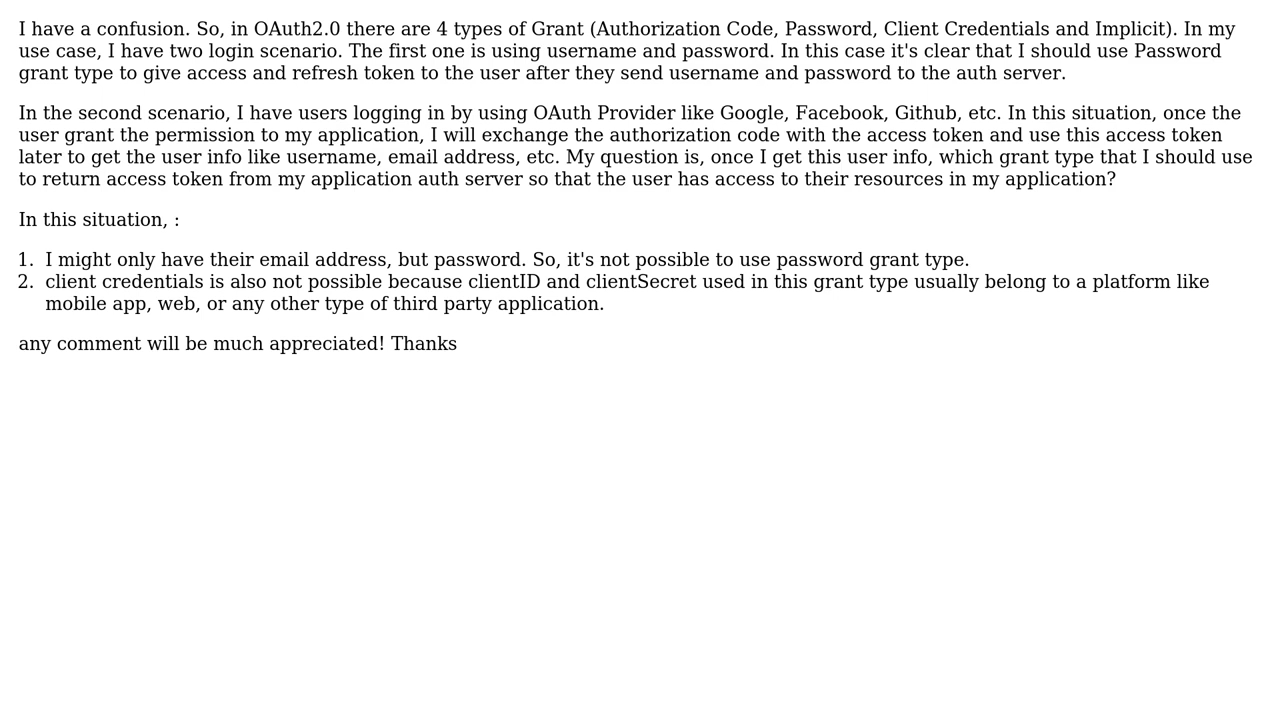 I have a confusion. So, in OAuth2.0 there are 4 types of Grant (Authorization Code, Password, Client Credentials and Implicit). In my
use case, I have two login scenario. The first one is using username and password. In this case it's clear that I should use Password
grant type to give access and refresh token to the user after they send username and password to the auth server.
In the second scenario, I have users logging in by using OAuth Provider like Google, Facebook, Github, etc. In this situation, once the
user grant the permission to my application, I will exchange the authorization code with the access token and use this access token
later to get the user info like username, email address, etc. My question is, once I get this user info, which grant type that I should use
to return access token from my application auth server so that the user has access to their resources in my application?
In this situation, :
1. I might only have their email address, but password. So, it's not possible to use password grant type.
2. client credentials is also not possible because clientID and clientSecret used in this grant type usually belong to a platform like
mobile app, web, or any other type of third party application.
any comment will be much appreciated! Thanks